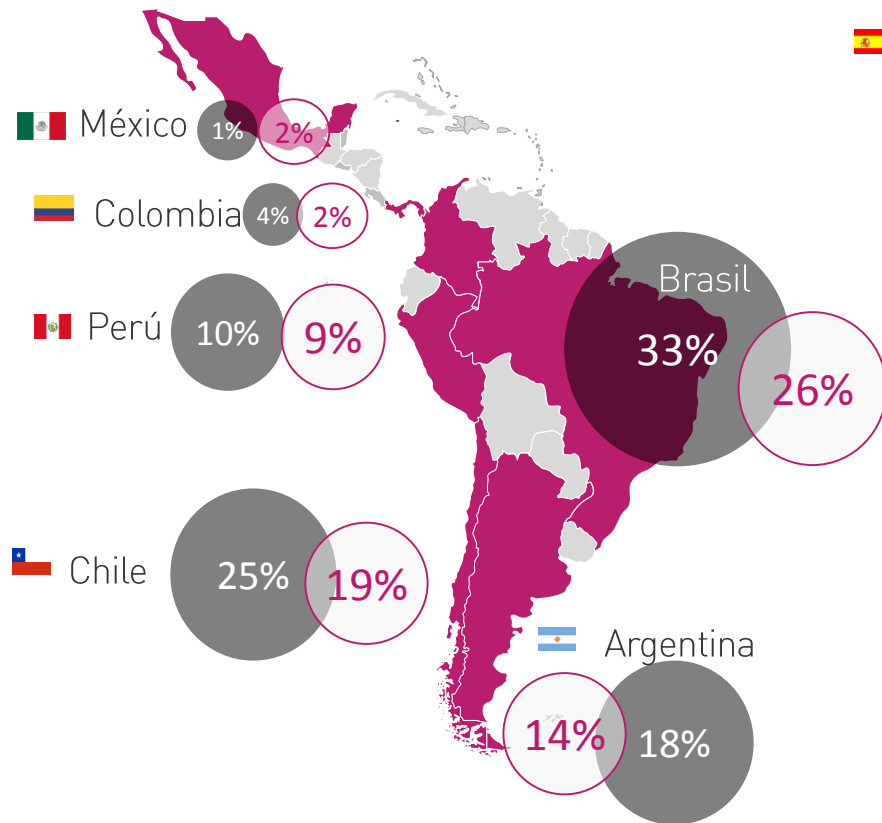 México
1%
2%
Colombia
4%
2%
Perú
10%
9%
Brasil
33%
26%
Chile
25%
19%
Argentina
14%
18%